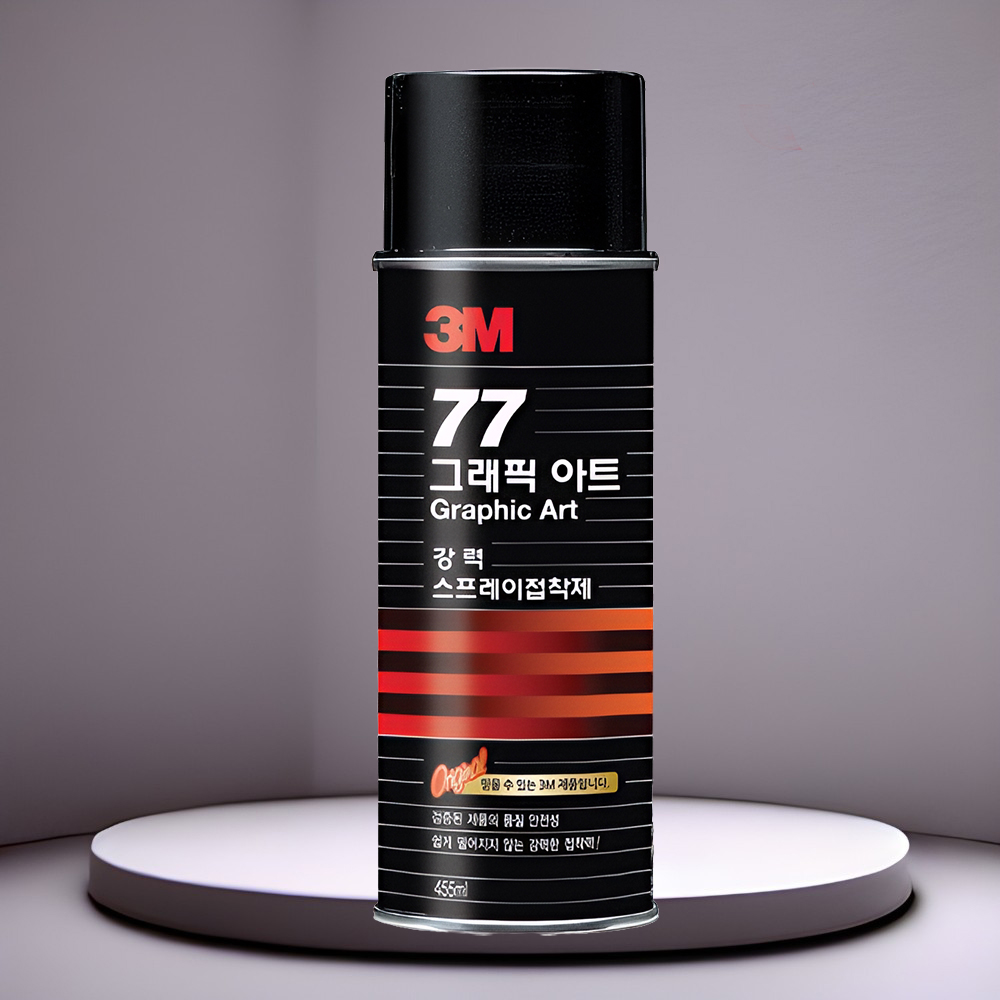 3M
77
그래픽 아트
Graphic Art
강력
스프레이접착제
Original
믿을 수 있는 3M 제품입니다.
검증된 제품의 품질 안전성
쉽게 떨어지지 않는 강력한 접착력!
455ml